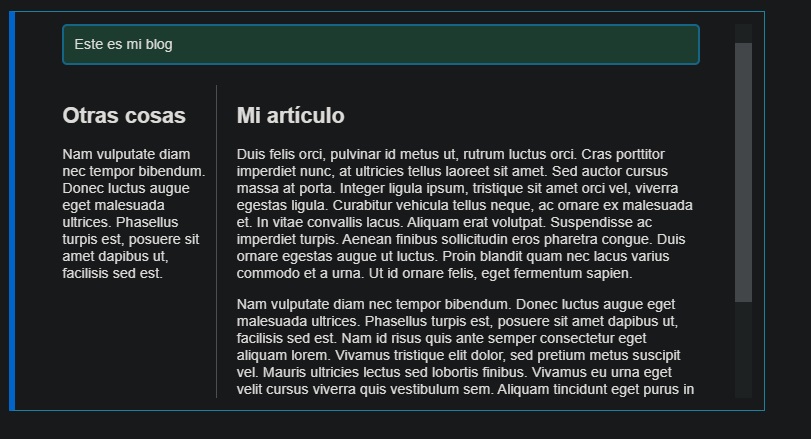 Este es mi blog
Otras cosas
Nam vulputate diam
nec tempor bibendum.
Donec luctus augue
eget malesuada
ultrices. Phasellus
turpis est, posuere sit
amet dapibus ut,
facilisis sed est.
Mi artículo
Duis felis orci, pulvinar id metus ut, rutrum luctus orci. Cras porttitor
imperdiet nunc, at ultricies tellus laoreet sit amet. Sed auctor cursus
massa at porta. Integer ligula ipsum, tristique sit amet orci vel, viverra
egestas ligula. Curabitur vehicula tellus neque, ac ornare ex malesuada
et. In vitae convallis lacus. Aliquam erat volutpat. Suspendisse ac
imperdiet turpis. Aenean finibus sollicitudin eros pharetra congue. Duis
ornare egestas augue ut luctus. Proin blandit quam nec lacus varius
commodo et a urna. Ut id ornare felis, eget fermentum sapien.
Nam vulputate diam nec tempor bibendum. Donec luctus augue eget
malesuada ultrices. Phasellus turpis est, posuere sit amet dapibus ut,
facilisis sed est. Nam id risus quis ante semper consectetur eget
aliquam lorem. Vivamus tristique elit dolor, sed pretium metus suscipit
vel. Mauris ultricies lectus sed lobortis finibus. Vivamus eu urna eget
velit cursus viverra quis vestibulum sem. Aliquam tincidunt eget purus in